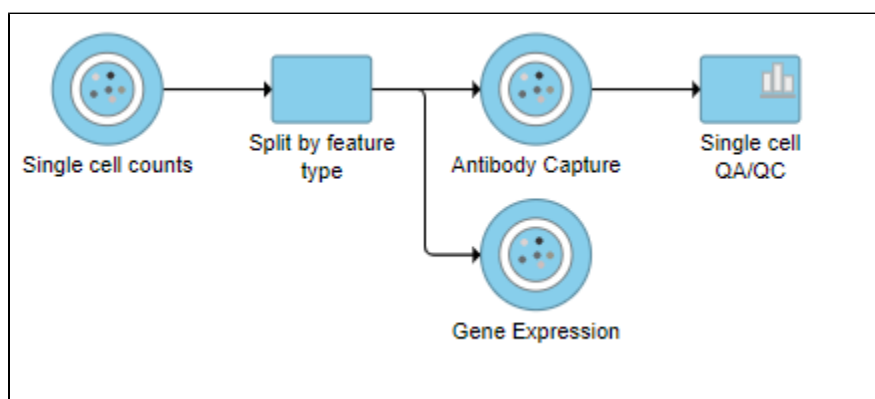 Single cell counts
Split by feature
type
Antibody Capture
Single cell
QA/QC
Gene Expression